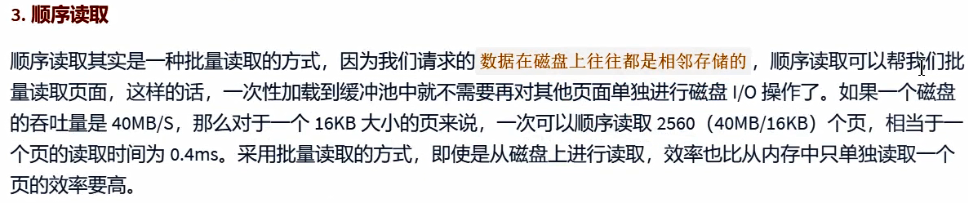 3. 顺序读取
顺序读取其实是一种批量读取的方式，因为我们请求的 数据在磁盘上往往都是相邻存储的 ，顺序读取可以帮我们批
量读取页面，这样的话，一次性加载到缓冲池中就不需要再对其他页面单独进行磁盘 I/O 操作了。如果一个磁盘
的吞吐量是 40MB/S，那么对于一个 16KB 大小的页来说，一次可以顺序读取 2560（40MB/16KB）个页，相当于一
个页的读取时间为 0.4ms。采用批量读取的方式，即使是从磁盘上进行读取，效率也比从内存中只单独读取一个
页的效率要高。